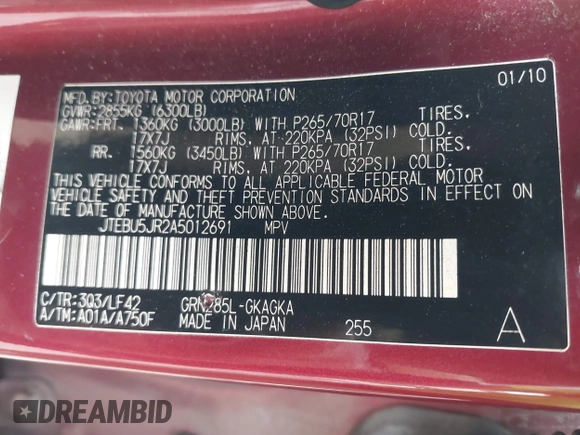 MFD. BY: TOYOTA MOTOR CORPORATION 01/10
GVWR: 2855KG (6300LB)
GAWR: FRT. 1360KG (3000LB) WITH P265/70R17 TIRES.
17X7J RIMS. AT 220KPA (32PSI) COLD.
RR. 1560KG (3450LB) WITH P265/70R17 TIRES.
17X7J RIMS. AT 220KPA (32PSI) COLD.
THIS VEHICLE CONFORMS TO ALL APPLICABLE FEDERAL MOTOR
VEHICLE SAFETY AND THEFT PREVENTION STANDARDS IN EFFECT ON
THE DATE OF MANUFACTURE SHOWN ABOVE.
JTEBU5JR2A5012691 MPV
C/TR: 3Q3/LF42 GRN285L-GKAGKA
A/TM: A01A/A750F MADE IN JAPAN 255 A
DREAMBID